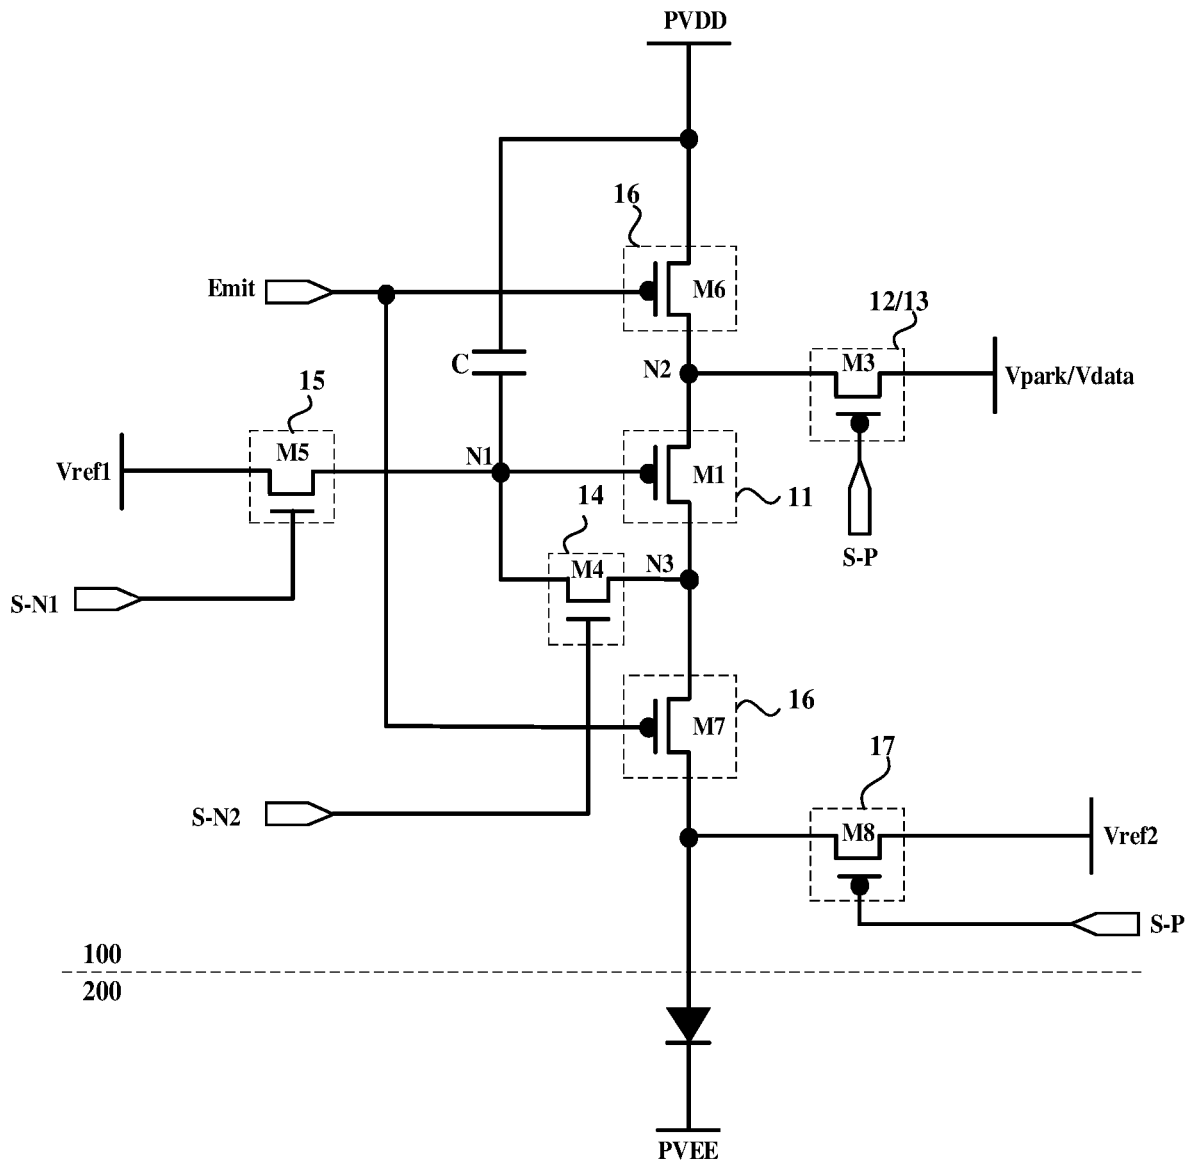 PVDD
16
Emit
M6
12/13
N2
M3
C
Vpark/Vdata
15
M5
N1
Vref1
M1
14
11
S-P
N3
M4
S-N1
16
M7
17
S-N2
M8
Vref2
S-P
100
200
PVEE